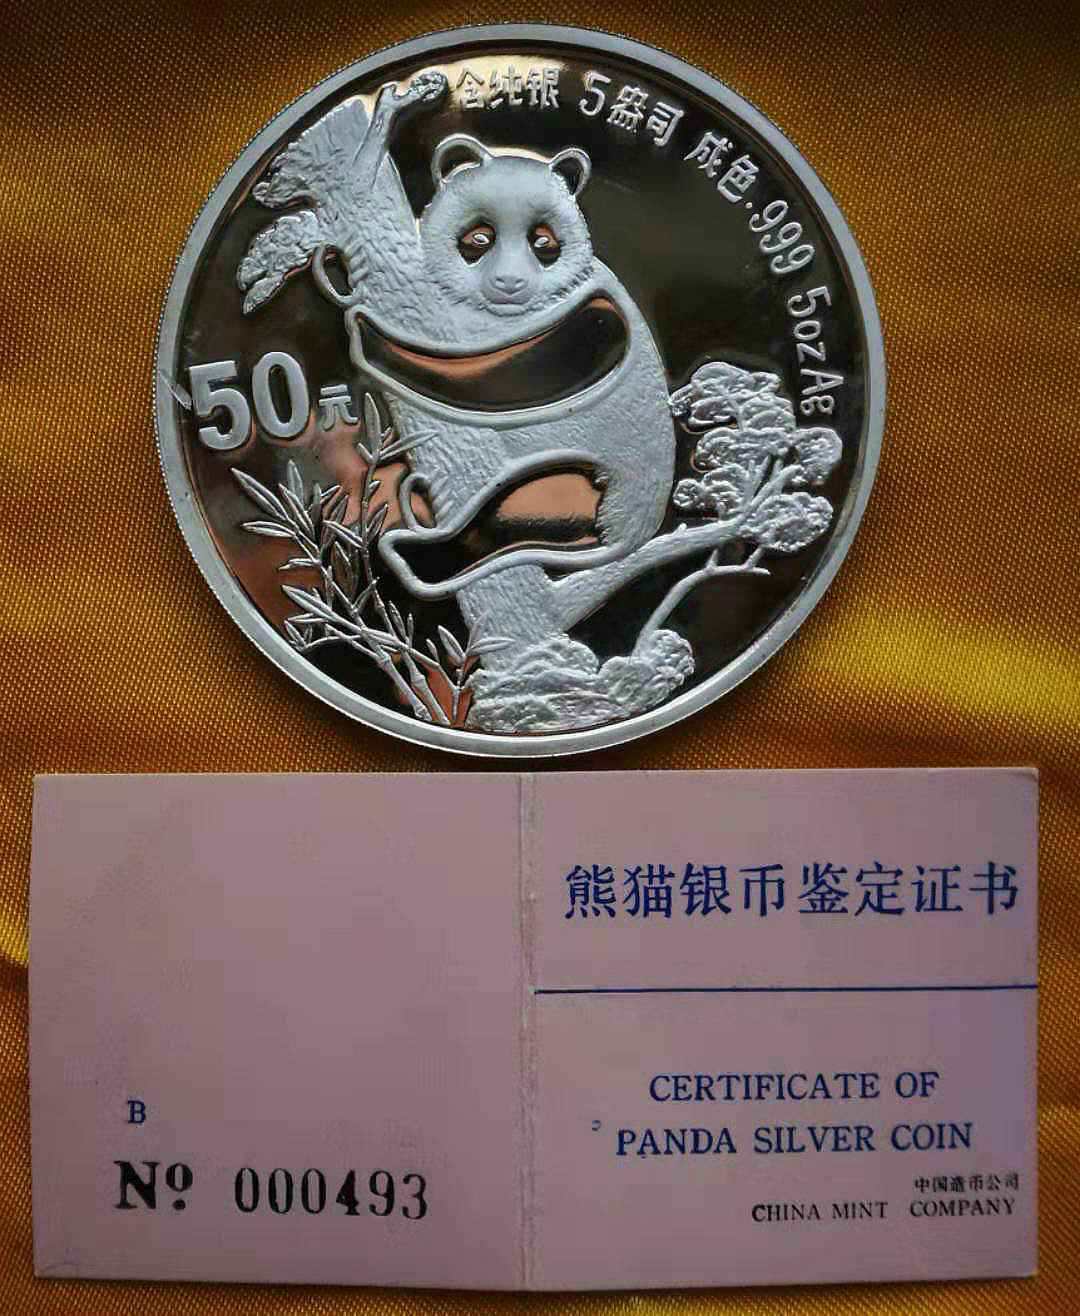 含纯银 5盎司 成色.999 5ozAg
50元
熊猫银币鉴定证书
CERTIFICATE OF
PANDA SILVER COIN
中国造币公司
CHINA MINT COMPANY
B
Nº 000493